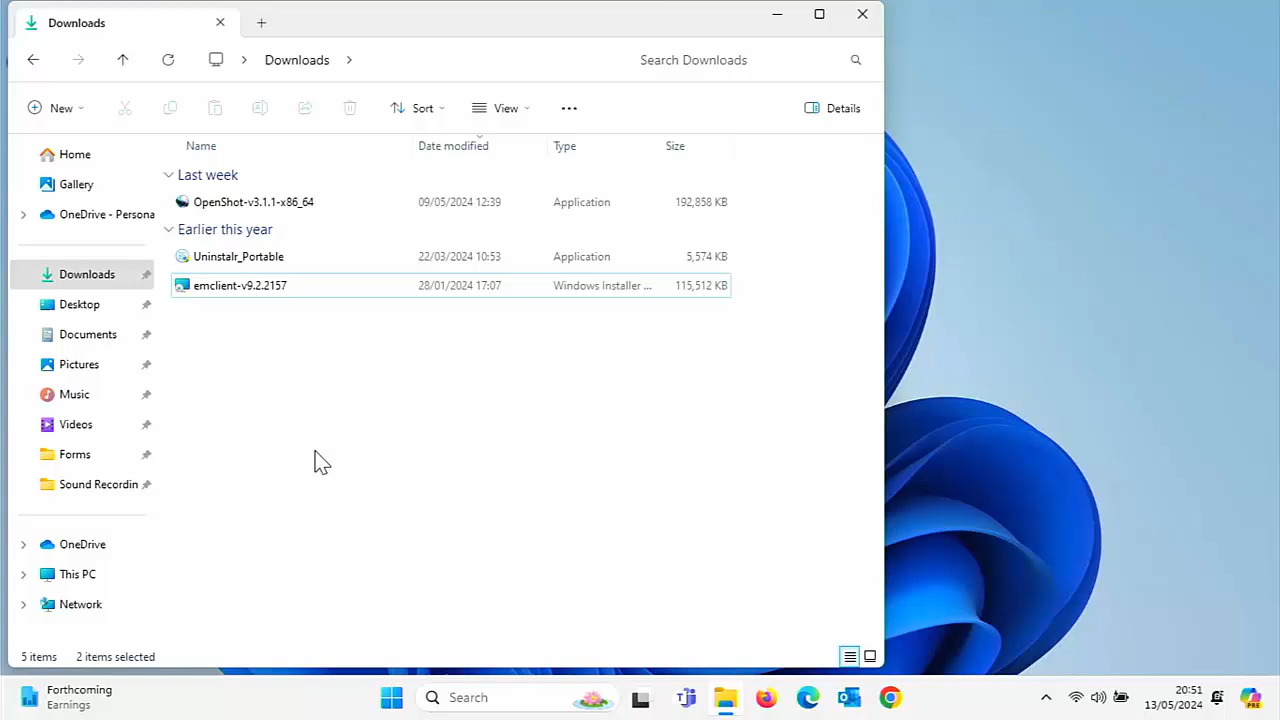 Downloads
Downloads
Search Downloads
New
Sort
View
Details
Name
Date modified
Type
Size
Home
Gallery
OneDrive - Persona
Downloads
Desktop
Documents
Pictures
Music
Videos
Forms
Sound Recordin
OneDrive
This PC
Network
Last week
OpenShot-v3.1.1-x86_64 09/05/2024 12:39 Application 192,858 KB
Earlier this year
Uninstalr_Portable 22/03/2024 10:53 Application 5,574 KB
emclient-v9.2.2157 28/01/2024 17:07 Windows Installer ... 115,512 KB
5 items 2 items selected
Forthcoming
Earnings
Search
20:51
13/05/2024
PRE